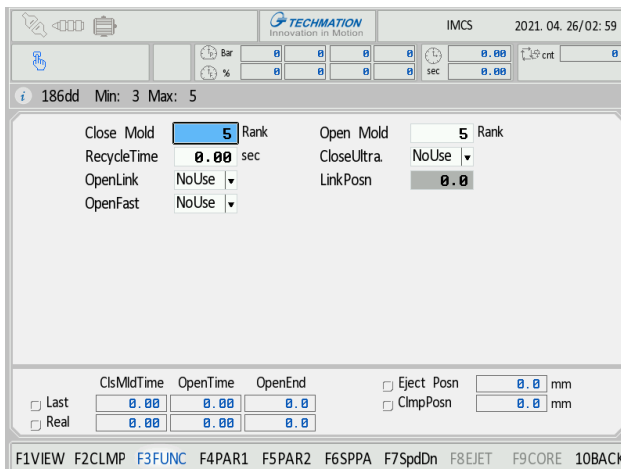 TECHMATION
Innovation in Motion
IMCS
2021. 04. 26/02: 59
Bar 0 0 0 0 0.00 cnt 0
% 0 0 0 0 sec 0.00
i 186dd Min: 3 Max: 5
Close Mold 5 Rank Open Mold 5 Rank
RecycleTime 0.00 sec CloseUltra. NoUse
OpenLink NoUse LinkPosn 0.0
OpenFast NoUse
ClsMldTime OpenTime OpenEnd Eject Posn 0.0 mm
Last 0.00 0.00 0.0 ClmpPosn 0.0 mm
Real 0.00 0.00 0.0
F1VIEW F2CLMP F3FUNC F4PAR1 F5PAR2 F6SPPA F7SpdDn F8EJET F9CORE 10BACK